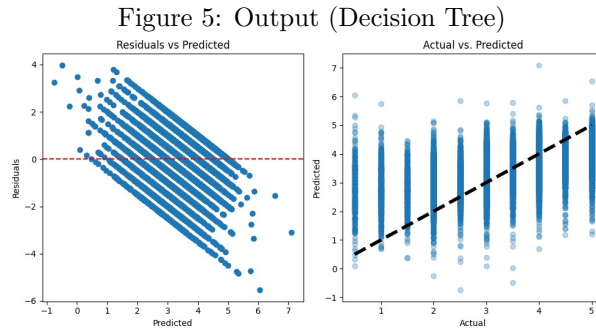 Figure 5: Output (Decision Tree)
Residuals vs Predicted
4
2
0
−2
−4
−6
−1 0 1 2 3 4 5 6 7
Residuals
Predicted
Actual vs. Predicted
7
6
5
4
3
2
1
0
−1
1 2 3 4 5
Predicted
Actual